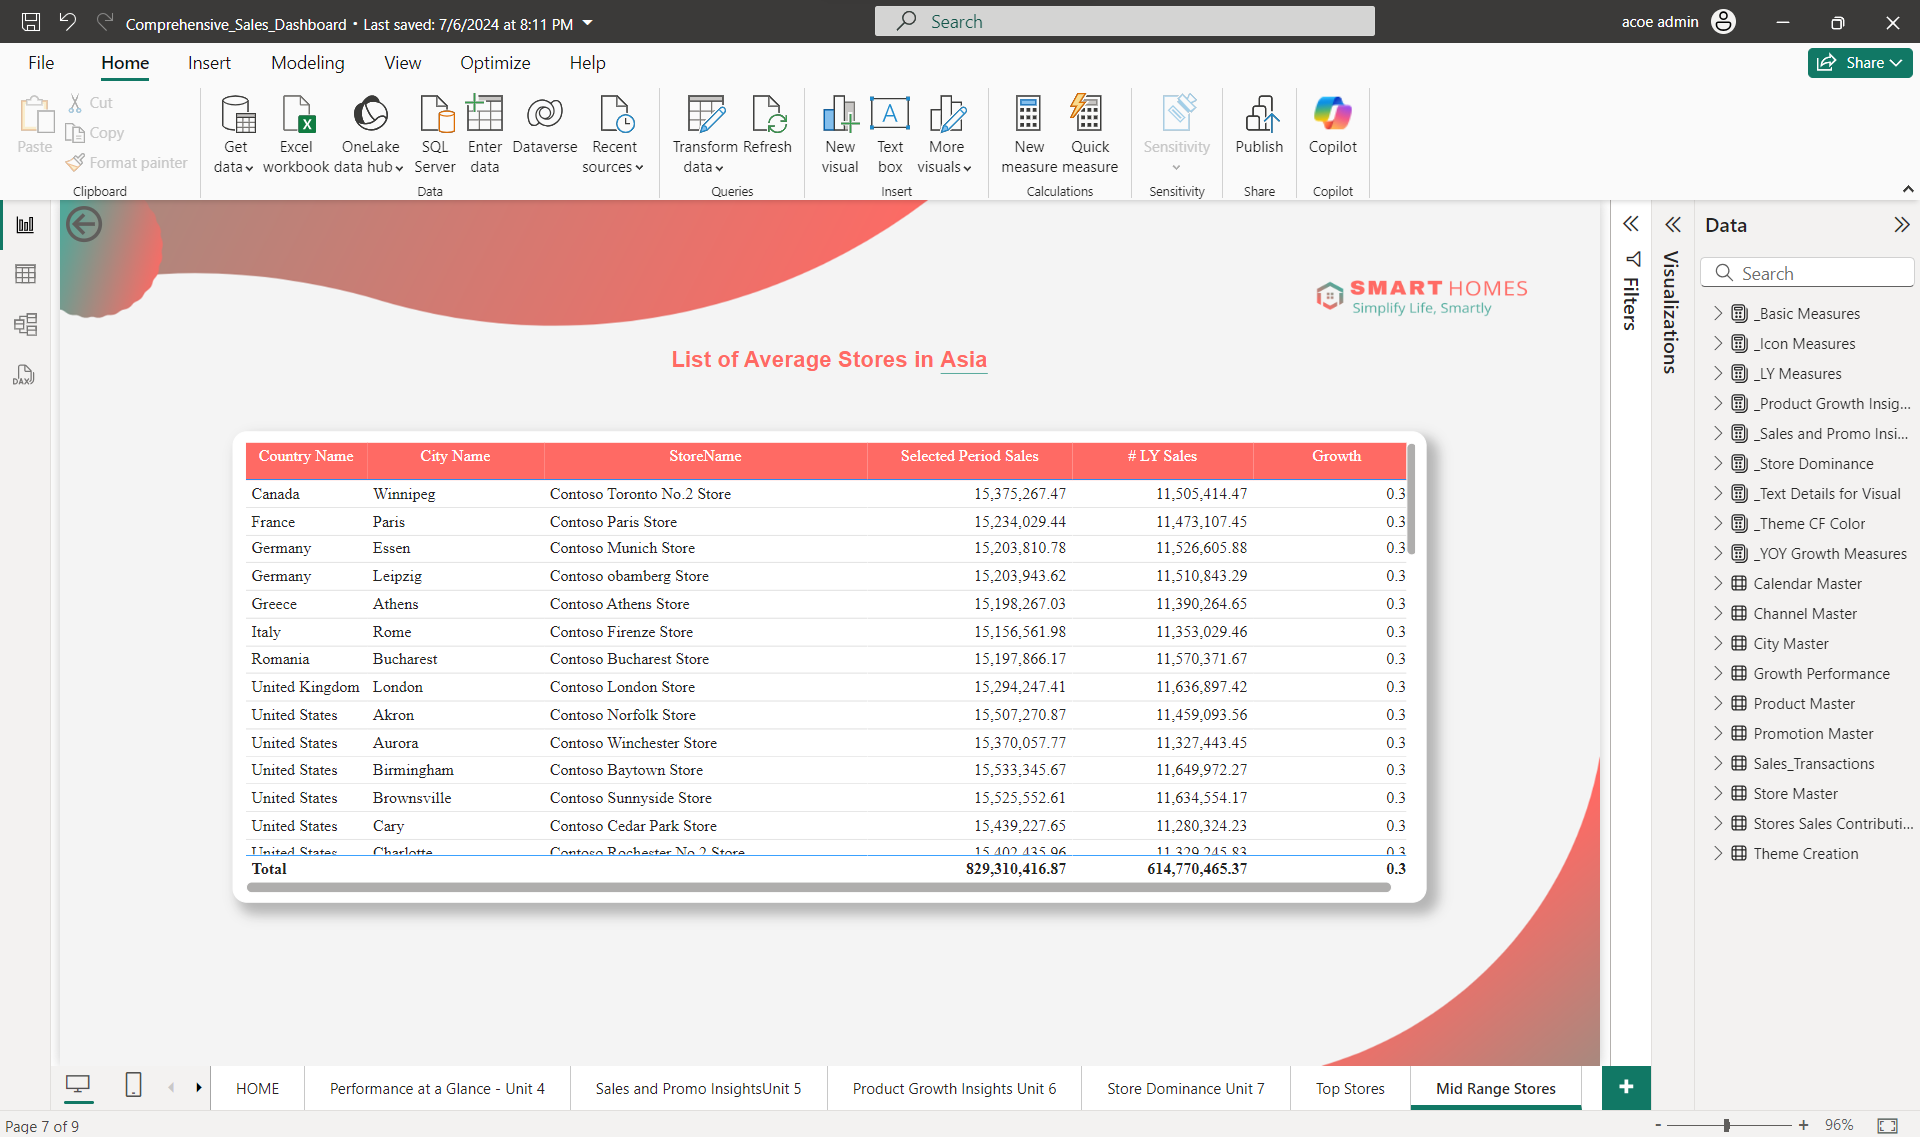 Comprehensive_Sales_Dashboard • Last saved: 7/6/2024 at 8:11 PM
Search
acoe admin
File Home Insert Modeling View Optimize Help
Share
Paste
Cut
Copy
Format painter
Clipboard
Get data
Excel workbook
OneLake data hub
SQL Server
Enter data
Dataverse
Recent sources
Data
Transform data
Refresh
Queries
New visual
Text box
More visuals
Insert
New measure
Quick measure
Calculations
Sensitivity
Sensitivity
Publish
Share
Copilot
Copilot
DAX
SMART HOMES
Simplify Life, Smartly
List of Average Stores in Asia
Country Name City Name StoreName Selected Period Sales # LY Sales Growth
Canada Winnipeg Contoso Toronto No.2 Store 15,375,267.47 11,505,414.47 0.3
France Paris Contoso Paris Store 15,234,029.44 11,473,107.45 0.3
Germany Essen Contoso Munich Store 15,203,810.78 11,526,605.88 0.3
Germany Leipzig Contoso obamberg Store 15,203,943.62 11,510,843.29 0.3
Greece Athens Contoso Athens Store 15,198,267.03 11,390,264.65 0.3
Italy Rome Contoso Firenze Store 15,156,561.98 11,353,029.46 0.3
Romania Bucharest Contoso Bucharest Store 15,197,866.17 11,570,371.67 0.3
United Kingdom London Contoso London Store 15,294,247.41 11,636,897.42 0.3
United States Akron Contoso Norfolk Store 15,507,270.87 11,459,093.56 0.3
United States Aurora Contoso Winchester Store 15,370,057.77 11,327,443.45 0.3
United States Birmingham Contoso Baytown Store 15,533,345.67 11,649,972.27 0.3
United States Brownsville Contoso Sunnyside Store 15,525,552.61 11,634,554.17 0.3
United States Cary Contoso Cedar Park Store 15,439,227.65 11,280,324.23 0.3
United States Charlotte Contoso Rochester No.2 Store 15,402,435.96 11,329,245.83 0.3
Total 829,310,416.87 614,770,465.37 0.3
Filters
Visualizations
Data
Search
_Basic Measures
_Icon Measures
_LY Measures
_Product Growth Insig...
_Sales and Promo Insi...
_Store Dominance
_Text Details for Visual
_Theme CF Color
_YOY Growth Measures
Calendar Master
Channel Master
City Master
Growth Performance
Product Master
Promotion Master
Sales_Transactions
Store Master
Stores Sales Contributi...
Theme Creation
HOME
Performance at a Glance - Unit 4
Sales and Promo InsightsUnit 5
Product Growth Insights Unit 6
Store Dominance Unit 7
Top Stores
Mid Range Stores
Page 7 of 9
96%